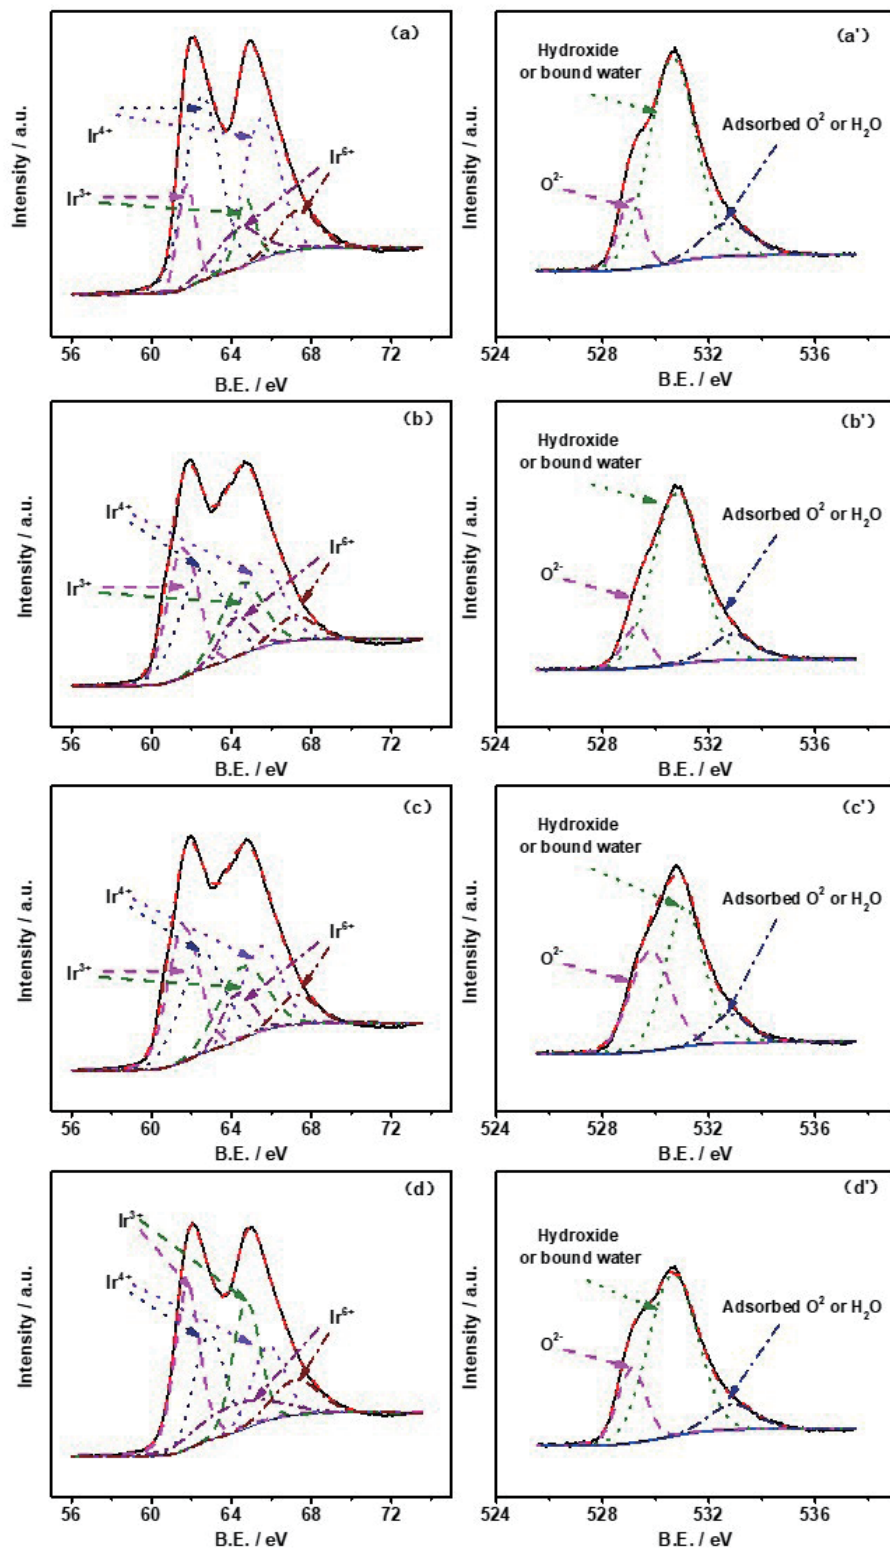 (a)
Intensity / a.u.
Ir4+
Ir3+
Ir6+
56 60 64 68 72
B.E. / eV
(a')
Intensity / a.u.
Hydroxide
or bound water
Adsorbed O2 or H2O
O2-
524 528 532 536
B.E. / eV
(b)
Intensity / a.u.
Ir4+
Ir3+
Ir6+
56 60 64 68 72
B.E. / eV
(b')
Intensity / a.u.
Hydroxide
or bound water
Adsorbed O2 or H2O
O2-
524 528 532 536
B.E. / eV
(c)
Intensity / a.u.
Ir4+
Ir3+
Ir6+
56 60 64 68 72
B.E. / eV
(c')
Intensity / a.u.
Hydroxide
or bound water
Adsorbed O2 or H2O
O2-
524 528 532 536
B.E. / eV
(d)
Intensity / a.u.
Ir3+
Ir4+
Ir6+
56 60 64 68 72
B.E. / eV
(d')
Intensity / a.u.
Hydroxide
or bound water
Adsorbed O2 or H2O
O2-
524 528 532 536
B.E. / eV